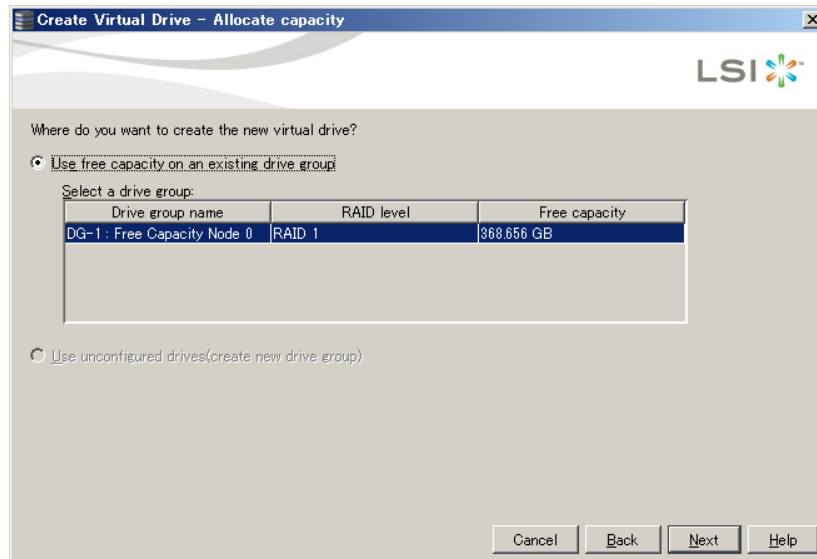 Create Virtual Drive - Allocate capacity
LSI
Where do you want to create the new virtual drive?
Use free capacity on an existing drive group
Select a drive group:
Drive group name RAID level Free capacity
DG-1 : Free Capacity Node 0 RAID 1 368.656 GB
Use unconfigured drives(create new drive group)
Cancel Back Next Help